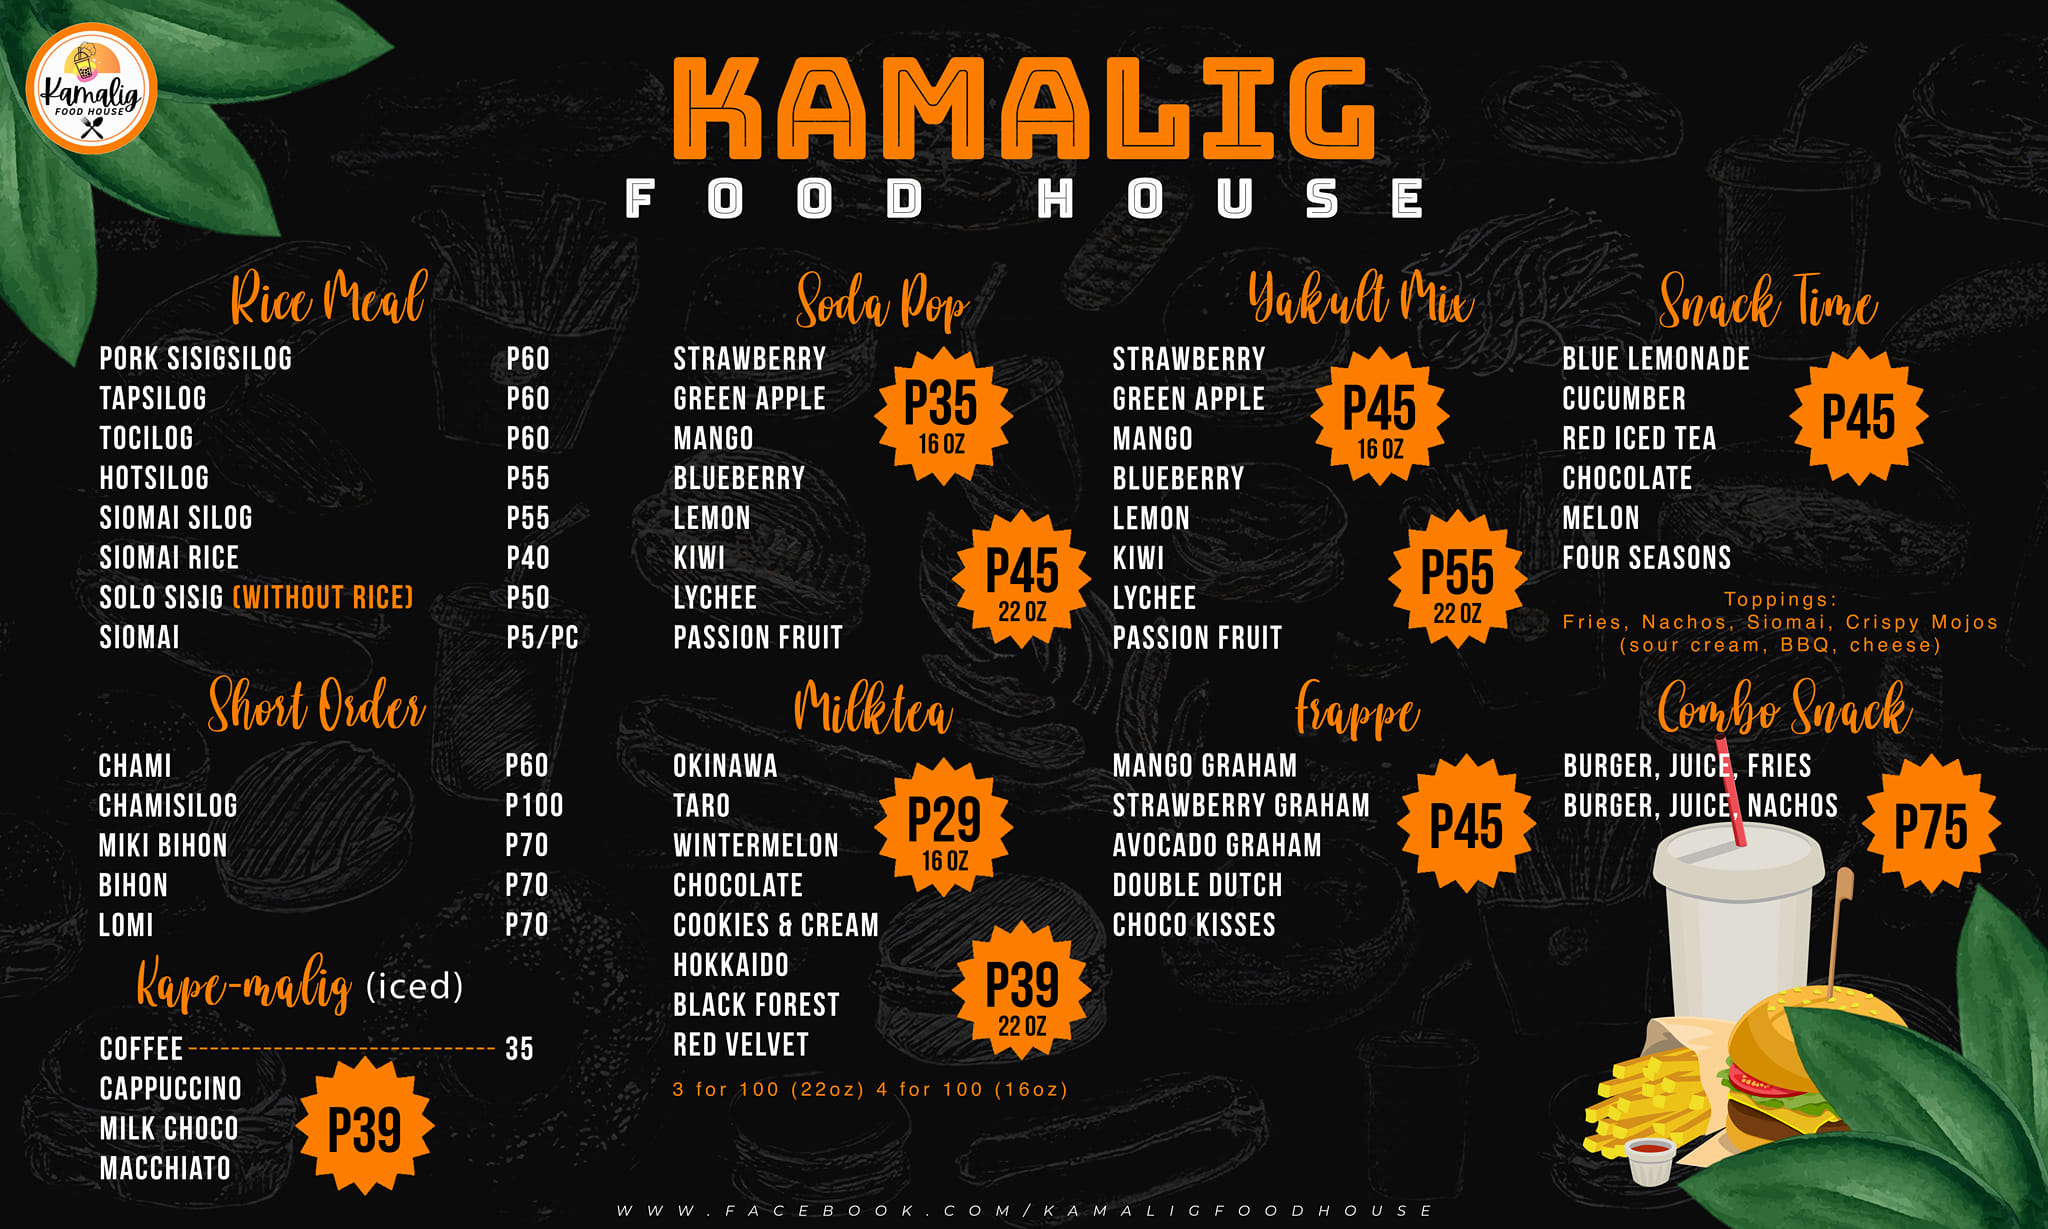 Kamalig
FOOD HOUSE
KAMALIG
FOOD HOUSE
Rice Meal
PORK SISIGSILOG P60
TAPSILOG P60
TOCILOG P60
HOTSILOG P55
SIOMAI SILOG P55
SIOMAI RICE P40
SOLO SISIG (WITHOUT RICE) P50
SIOMAI P5/PC
Short Order
CHAMI P60
CHAMISILOG P100
MIKI BIHON P70
BIHON P70
LOMI P70
Kape-malig (iced)
COFFEE 35
CAPPUCCINO
MILK CHOCO
MACCHIATO
P39
Soda Pop
STRAWBERRY
GREEN APPLE
MANGO
BLUEBERRY
LEMON
KIWI
LYCHEE
PASSION FRUIT
P35
16 OZ
P45
22 OZ
Milktea
OKINAWA
TARO
WINTERMELON
CHOCOLATE
COOKIES & CREAM
HOKKAIDO
BLACK FOREST
RED VELVET
P29
16 OZ
P39
22 OZ
3 for 100 (22oz) 4 for 100 (16oz)
Yakult Mix
STRAWBERRY
GREEN APPLE
MANGO
BLUEBERRY
LEMON
KIWI
LYCHEE
PASSION FRUIT
P45
16 OZ
P55
22 OZ
Frappe
MANGO GRAHAM
STRAWBERRY GRAHAM
AVOCADO GRAHAM
DOUBLE DUTCH
CHOCO KISSES
P45
Snack Time
BLUE LEMONADE
CUCUMBER
RED ICED TEA
CHOCOLATE
MELON
FOUR SEASONS
P45
Toppings:
Fries, Nachos, Siomai, Crispy Mojos
(sour cream, BBQ, cheese)
Combo Snack
BURGER, JUICE, FRIES
BURGER, JUICE, NACHOS
P75
WWW.FACEBOOK.COM/KAMALIGFOODHOUSE